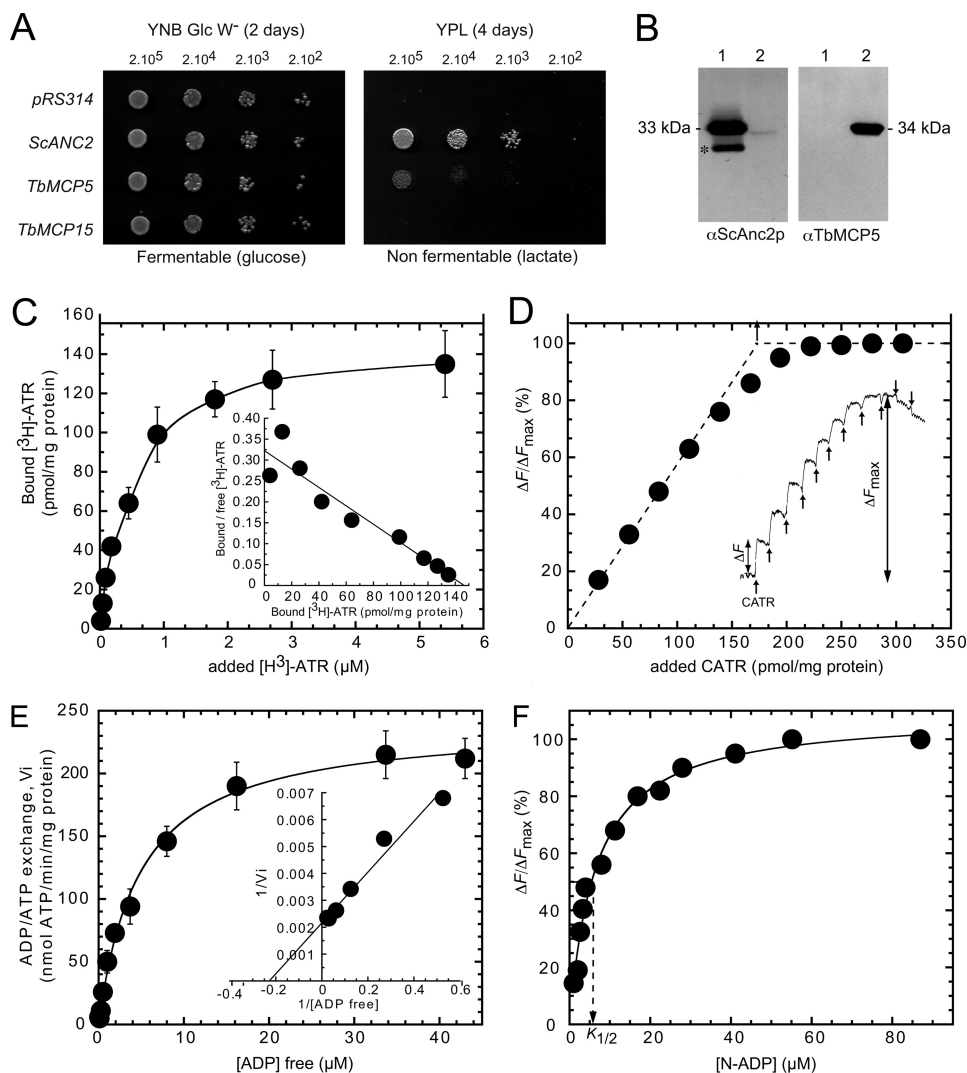 A
YNB Glc W⁻ (2 days)
YPL (4 days)
2.10⁵ 2.10⁴ 2.10³ 2.10²
2.10⁵ 2.10⁴ 2.10³ 2.10²
pRS314
ScANC2
TbMCP5
TbMCP15
Fermentable (glucose)
Non fermentable (lactate)
B
1 2
1 2
33 kDa -
- 34 kDa
*
αScAnc2p
αTbMCP5
C
Bound [³H]-ATR
(pmol/mg protein)
160
140
120
100
80
60
40
20
0
0 1 2 3 4 5 6
added [H³]-ATR (µM)
Bound / free [³H]-ATR
0.40
0.35
0.30
0.25
0.20
0.15
0.10
0.05
0
0 20 40 60 80 100 120 140
Bound [³H]-ATR (pmol/mg protein)
D
ΔF/ΔFmax (%)
100
80
60
40
20
0
0 50 100 150 200 250 300 350
added CATR (pmol/mg protein)
ΔF
CATR
ΔFmax
E
ADP/ATP exchange, Vi
(nmol ATP/min/mg protein)
250
200
150
100
50
0
0 10 20 30 40
[ADP] free (µM)
1/Vi
0.007
0.006
0.005
0.004
0.003
0.002
0.001
-0.4 -0.2 0 0.2 0.4 0.6
1/[ADP free]
F
ΔF/ΔFmax (%)
100
80
60
40
20
0
0 20 40 60 80
K1/2
[N-ADP] (µM)